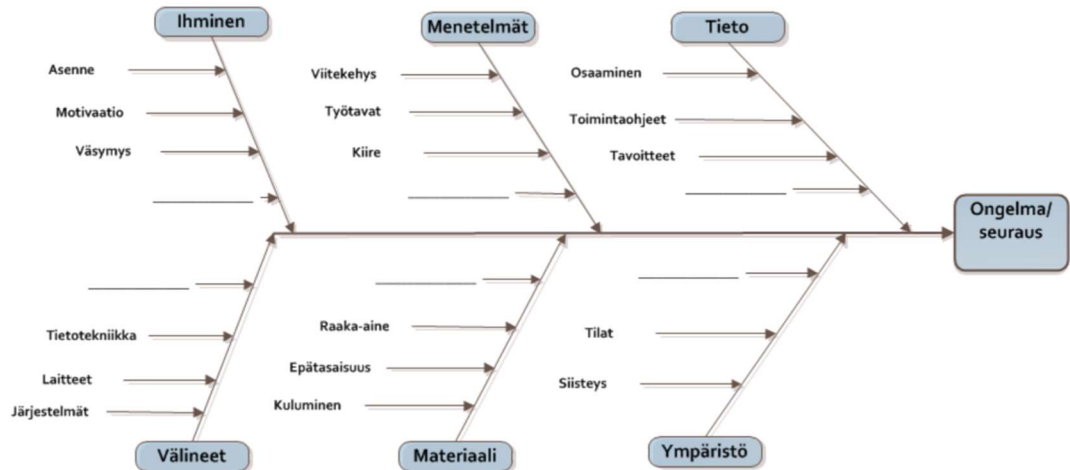 Ihminen
Menetelmät
Tieto
Asenne
Motivaatio
Väsymys
Viitekehys
Työtavat
Kiire
Osaaminen
Toimintaohjeet
Tavoitteet
Ongelma/
seuraus
Tietotekniikka
Laitteet
Järjestelmät
Raaka-aine
Epätasaisuus
Kuluminen
Tilat
Siisteys
Välineet
Materiaali
Ympäristö